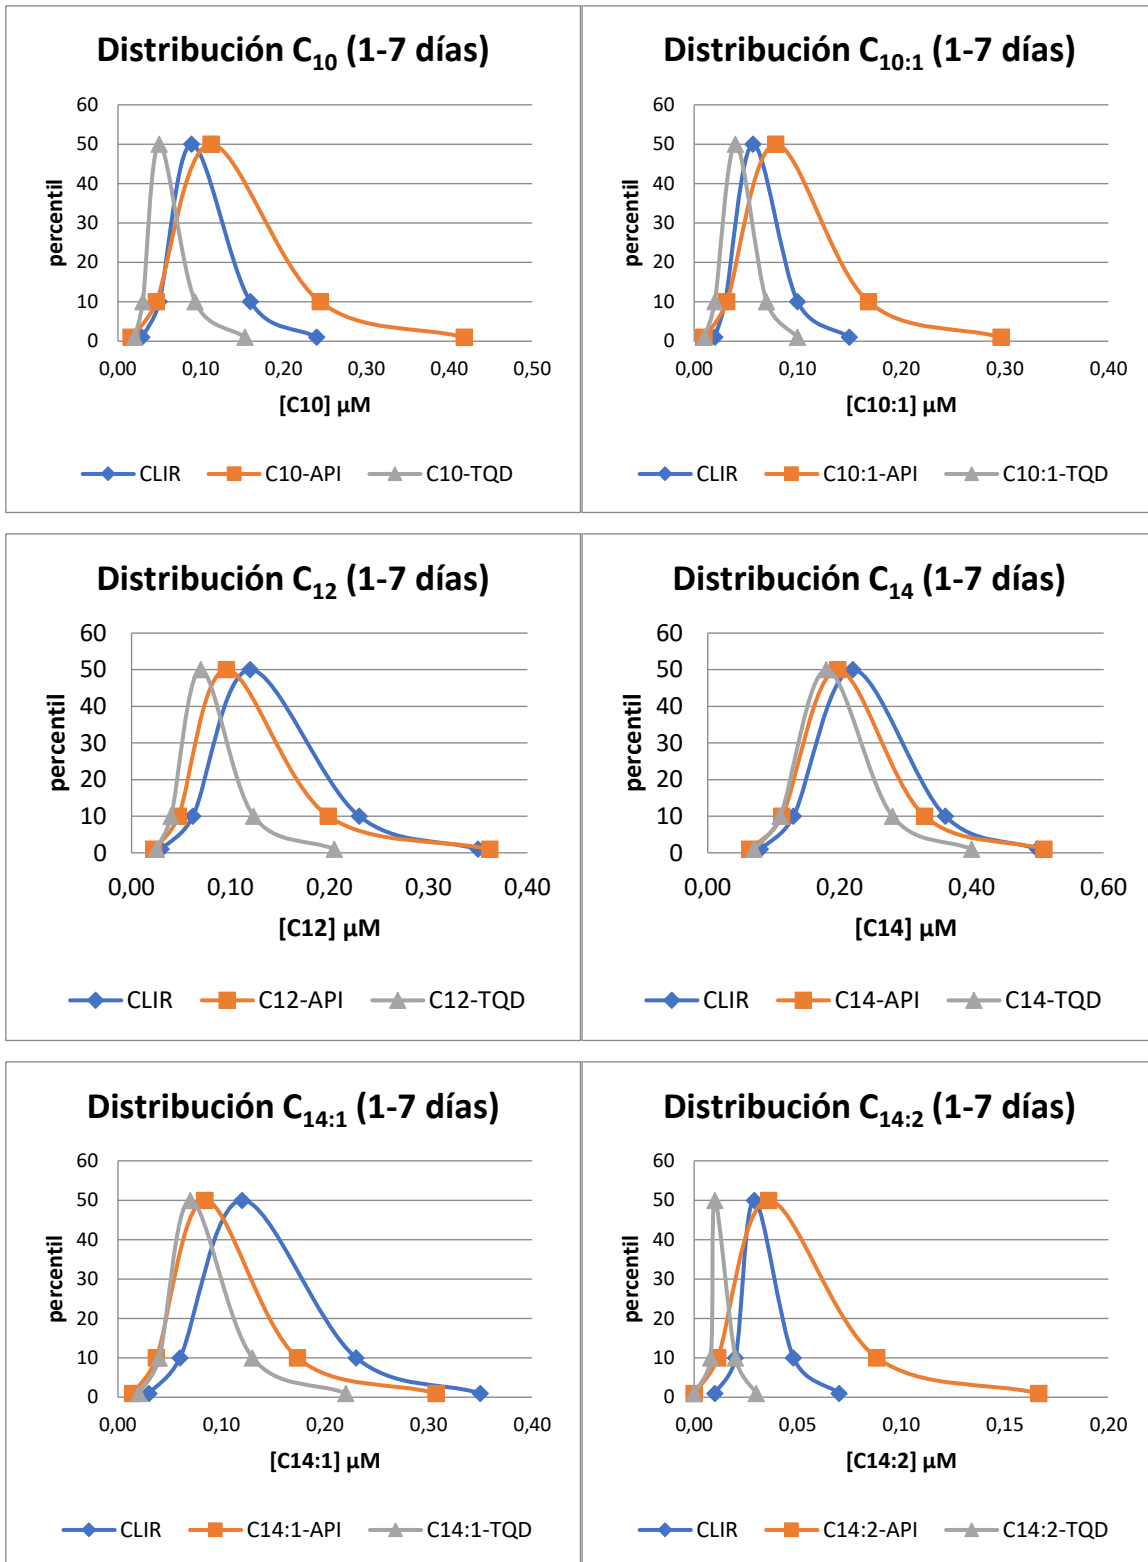 Distribución C10 (1-7 días)
60
50
40
30
20
10
0
percentil
0,00 0,10 0,20 0,30 0,40 0,50
[C10] µM
CLIR C10-API C10-TQD
Distribución C10:1 (1-7 días)
60
50
40
30
20
10
0
percentil
0,00 0,10 0,20 0,30 0,40
[C10:1] µM
CLIR C10:1-API C10:1-TQD
Distribución C12 (1-7 días)
60
50
40
30
20
10
0
percentil
0,00 0,10 0,20 0,30 0,40
[C12] µM
CLIR C12-API C12-TQD
Distribución C14 (1-7 días)
60
50
40
30
20
10
0
percentil
0,00 0,20 0,40 0,60
[C14] µM
CLIR C14-API C14-TQD
Distribución C14:1 (1-7 días)
60
50
40
30
20
10
0
percentil
0,00 0,10 0,20 0,30 0,40
[C14:1] µM
CLIR C14:1-API C14:1-TQD
Distribución C14:2 (1-7 días)
60
50
40
30
20
10
0
percentil
0,00 0,05 0,10 0,15 0,20
[C14:2] µM
CLIR C14:2-API C14:2-TQD